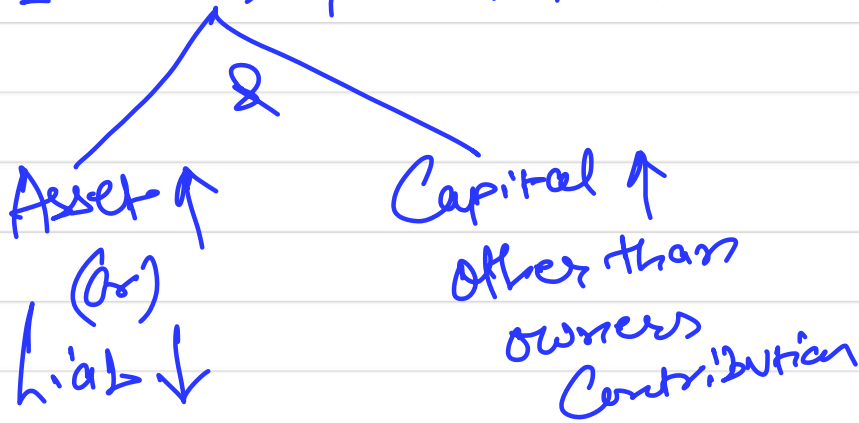 &
Asset ↑
Capital ↑
(or)
other than
Liab ↓
owners
Contribution